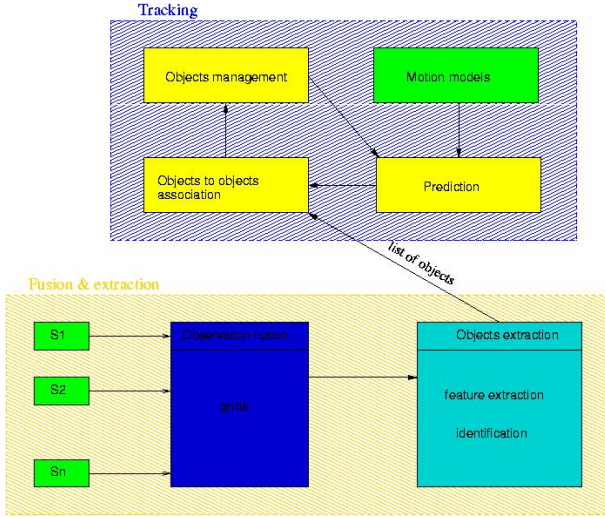 Tracking
Objects management
Motion models
Objects to objects
association
Prediction
list of objects
Fusion & extraction
S1
Observation fusion
Objects extraction
S2
grids
feature extraction
identification
Sn